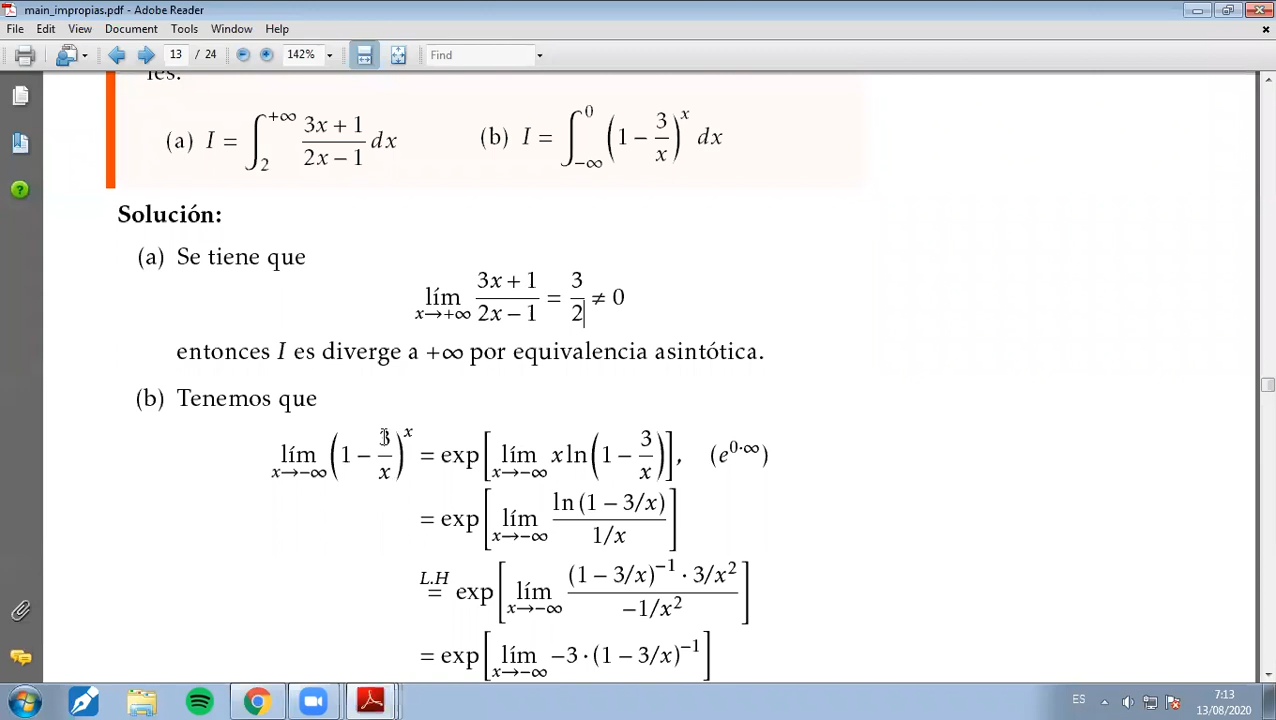 main_impropias.pdf - Adobe Reader
File Edit View Document Tools Window Help
13 / 24 142% Find
les.
(a) I = ∫_2^{+∞} (3x + 1)/(2x − 1) dx (b) I = ∫_{−∞}^0 (1 − 3/x)^x dx
Solución:
(a) Se tiene que
lím_{x→+∞} (3x + 1)/(2x − 1) = 3/2 ≠ 0
entonces I es diverge a +∞ por equivalencia asintótica.
(b) Tenemos que
lím_{x→−∞} (1 − 3/x)^x = exp[lím_{x→−∞} x ln(1 − 3/x)], (e^{0·∞})
= exp[lím_{x→−∞} ln(1 − 3/x)/(1/x)]
L.H = exp[lím_{x→−∞} ((1 − 3/x)^{−1} · 3/x^2)/(−1/x^2)]
= exp[lím_{x→−∞} −3 · (1 − 3/x)^{−1}]
ES 7:13
13/08/2020